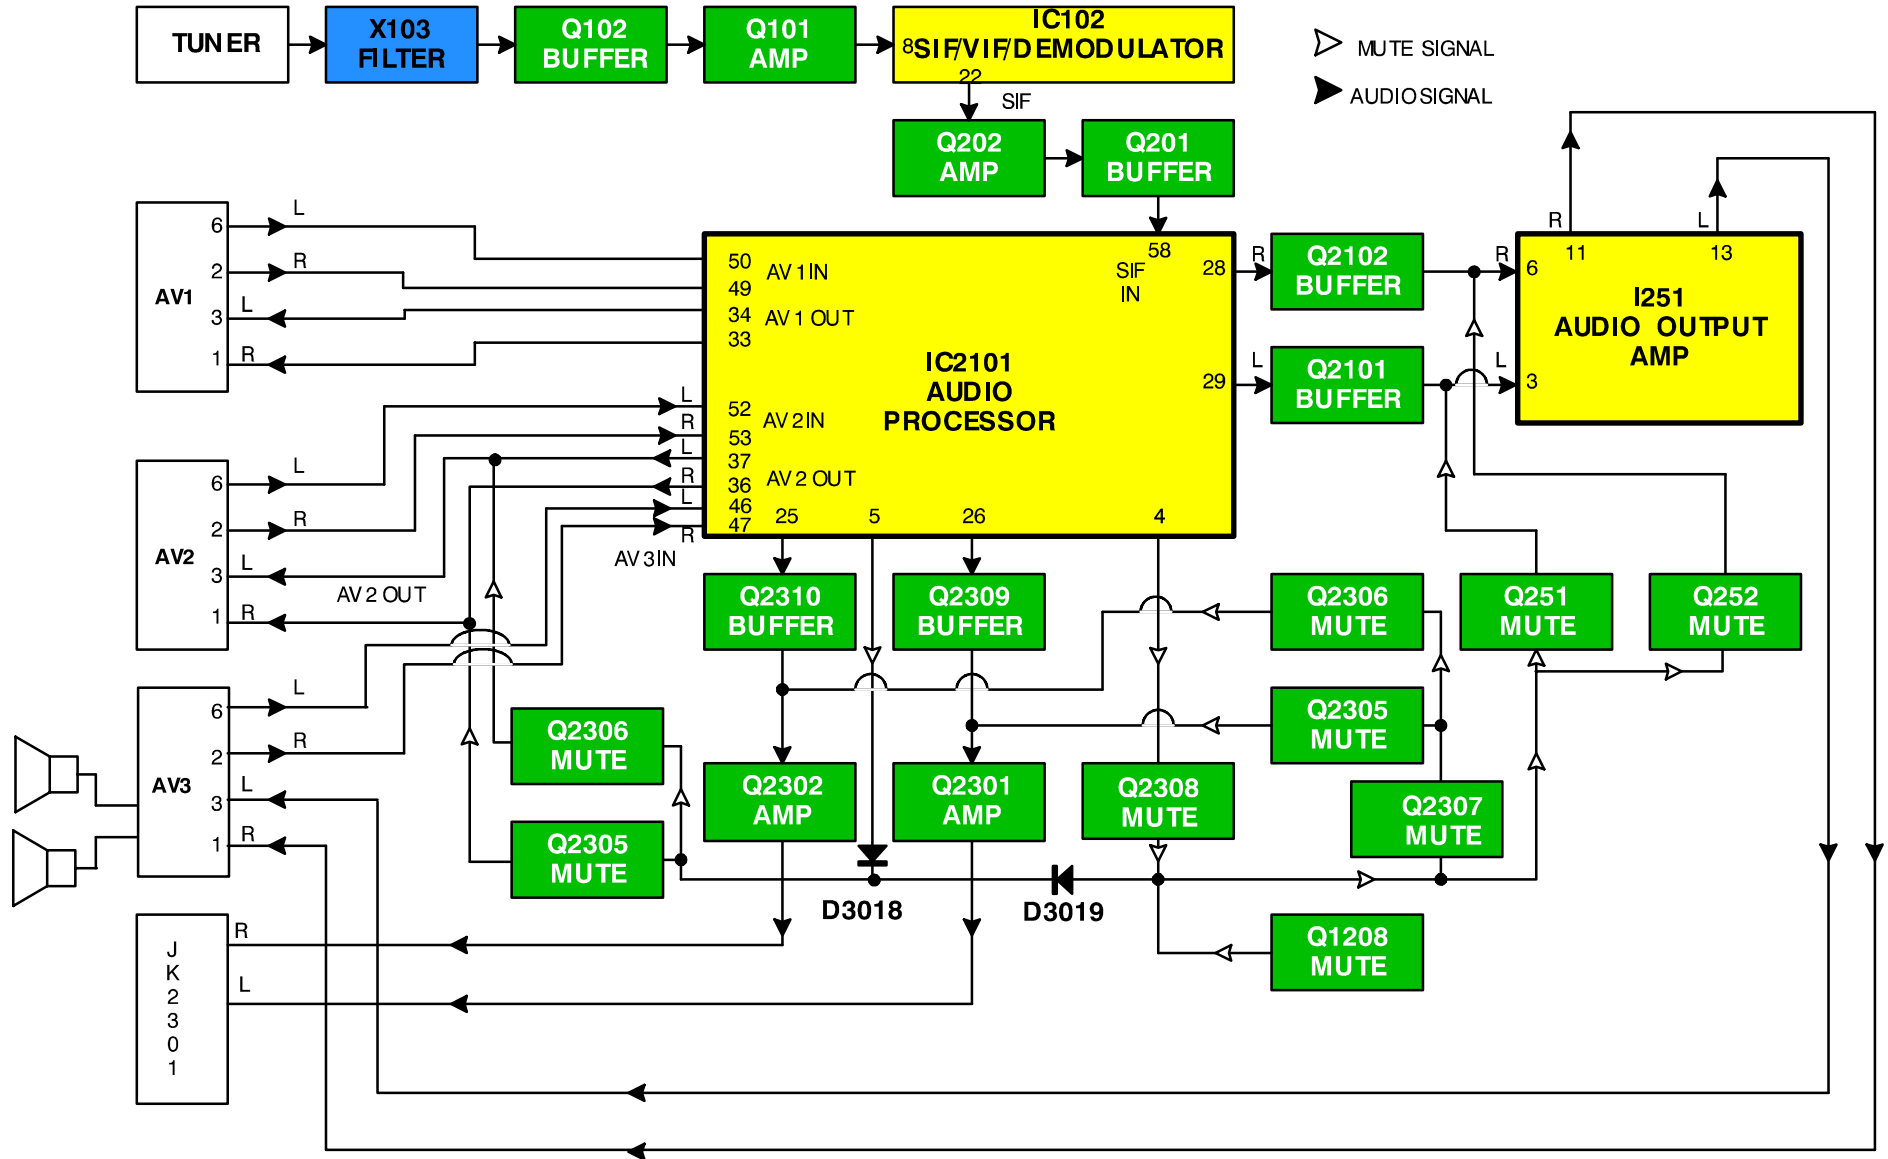 TUNER
X103
FILTER
Q102
BUFFER
Q101
AMP
IC102
8SIF/VIF/DEMODULATOR
22
SIF
MUTE SIGNAL
AUDIO SIGNAL
Q202
AMP
Q201
BUFFER
AV1
6
L
2
R
3
L
1
R
50
AV 1 IN
49
34
AV 1 OUT
33
58
SIF
IN
28
R
29
L
IC2101
AUDIO
PROCESSOR
L
52
AV 2 IN
R
53
L
37
R
36
AV 2 OUT
L
46
47
R
25
5
26
4
AV 3 IN
Q2102
BUFFER
Q2101
BUFFER
R
6
L
3
R
11
L
13
I251
AUDIO OUTPUT
AMP
AV2
6
L
2
R
3
L
AV 2 OUT
1
R
Q2310
BUFFER
Q2309
BUFFER
Q2306
MUTE
Q251
MUTE
Q252
MUTE
AV3
6
L
2
R
3
L
1
R
Q2306
MUTE
Q2305
MUTE
Q2302
AMP
Q2301
AMP
Q2308
MUTE
Q2305
MUTE
Q2307
MUTE
D3018
D3019
Q1208
MUTE
J
K
2
3
0
1
R
L